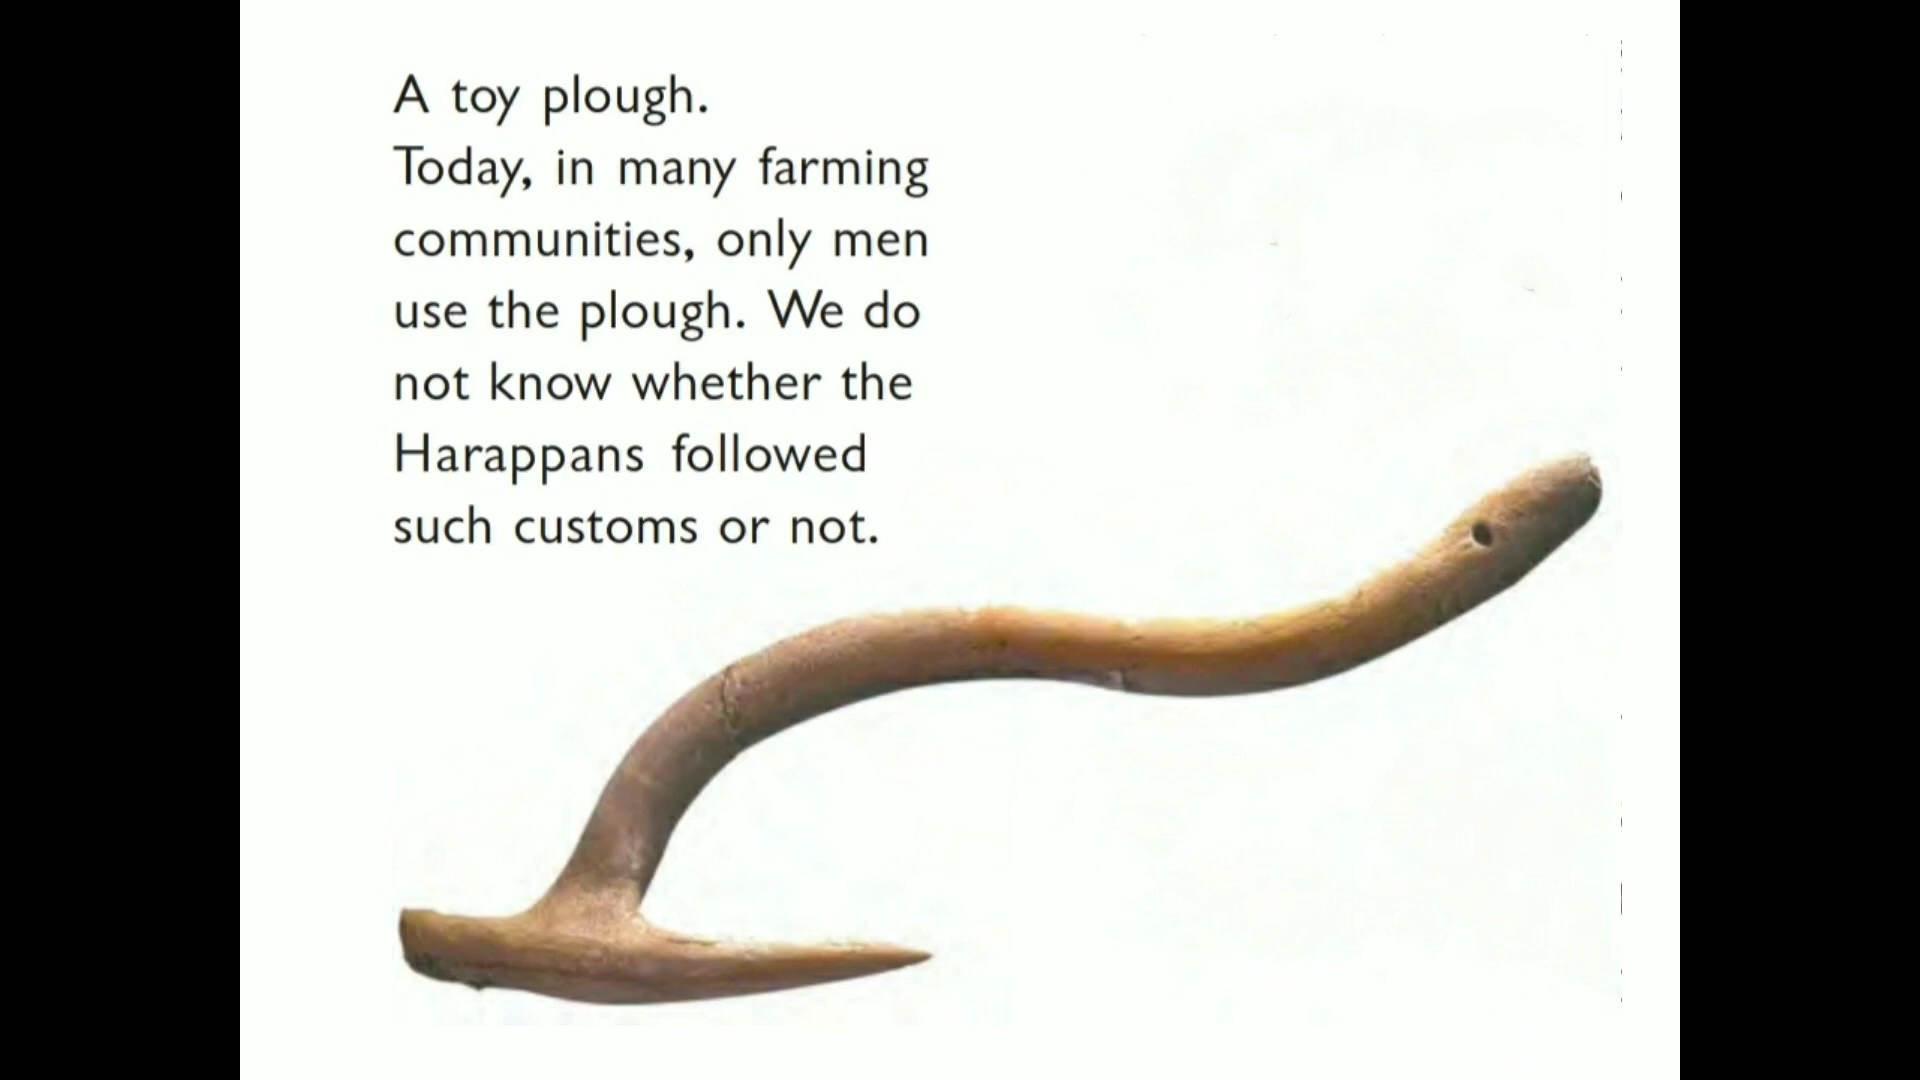 A toy plough.
Today, in many farming
communities, only men
use the plough. We do
not know whether the
Harappans followed
such customs or not.